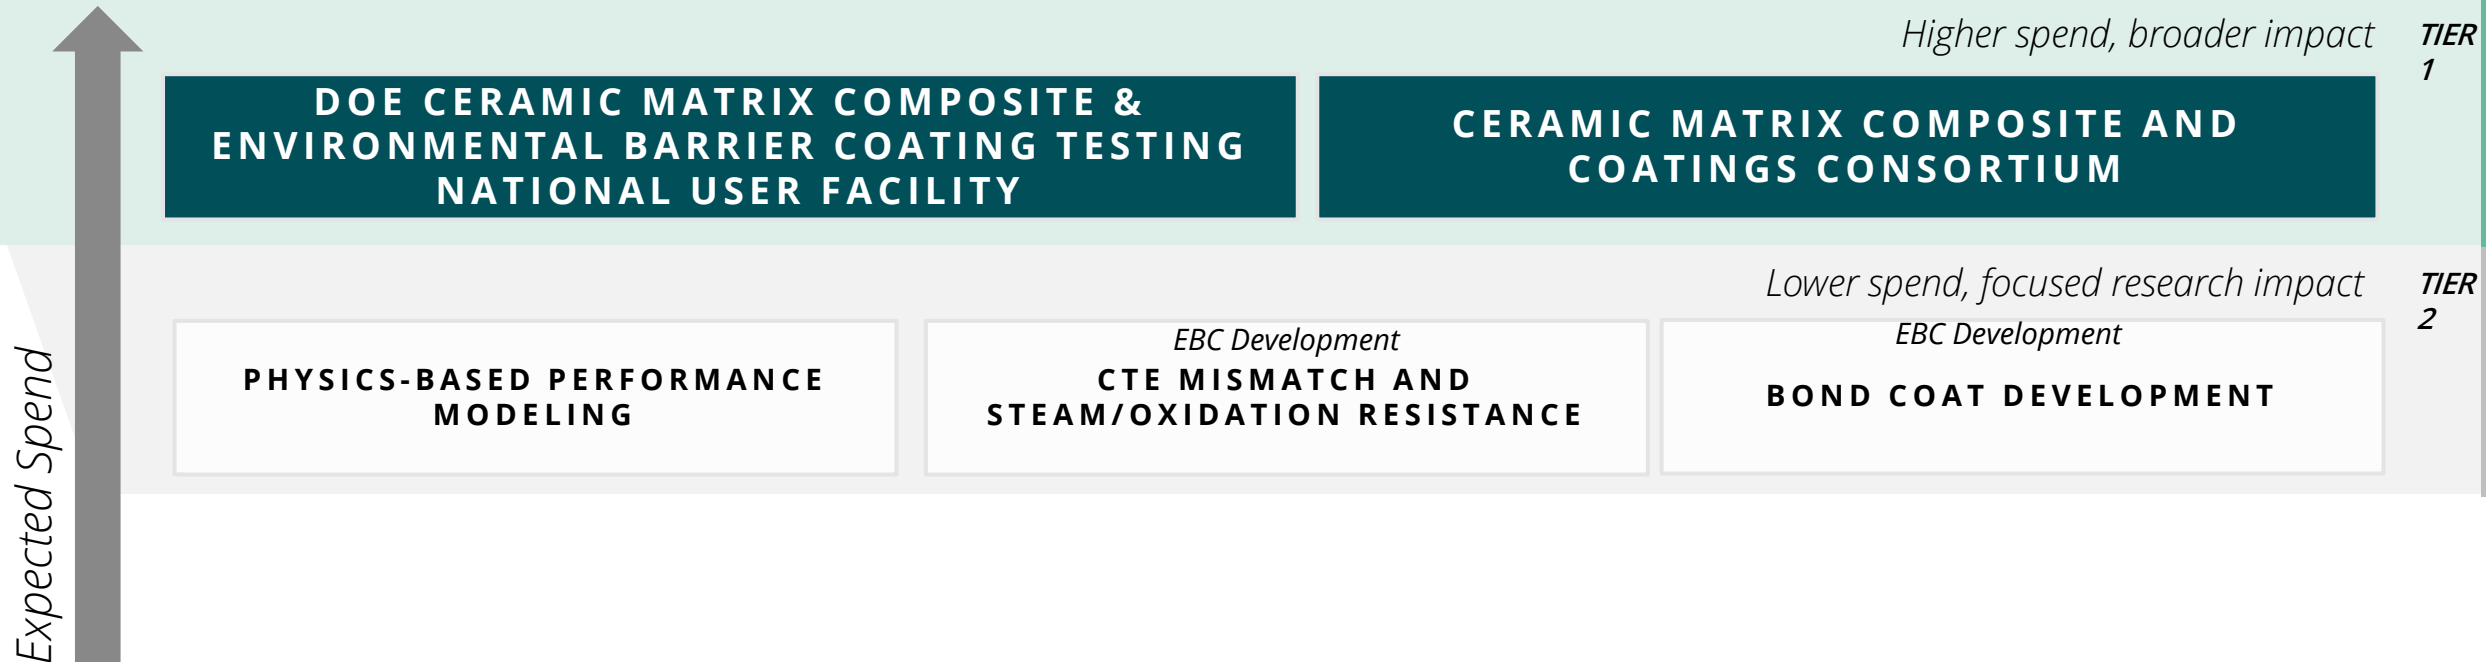 Higher spend, broader impact
TIER
1
DOE CERAMIC MATRIX COMPOSITE &
ENVIRONMENTAL BARRIER COATING TESTING
NATIONAL USER FACILITY
CERAMIC MATRIX COMPOSITE AND
COATINGS CONSORTIUM
Lower spend, focused research impact
TIER
2
PHYSICS-BASED PERFORMANCE
MODELING
EBC Development
CTE MISMATCH AND
STEAM/OXIDATION RESISTANCE
EBC Development
BOND COAT DEVELOPMENT
Expected Spend